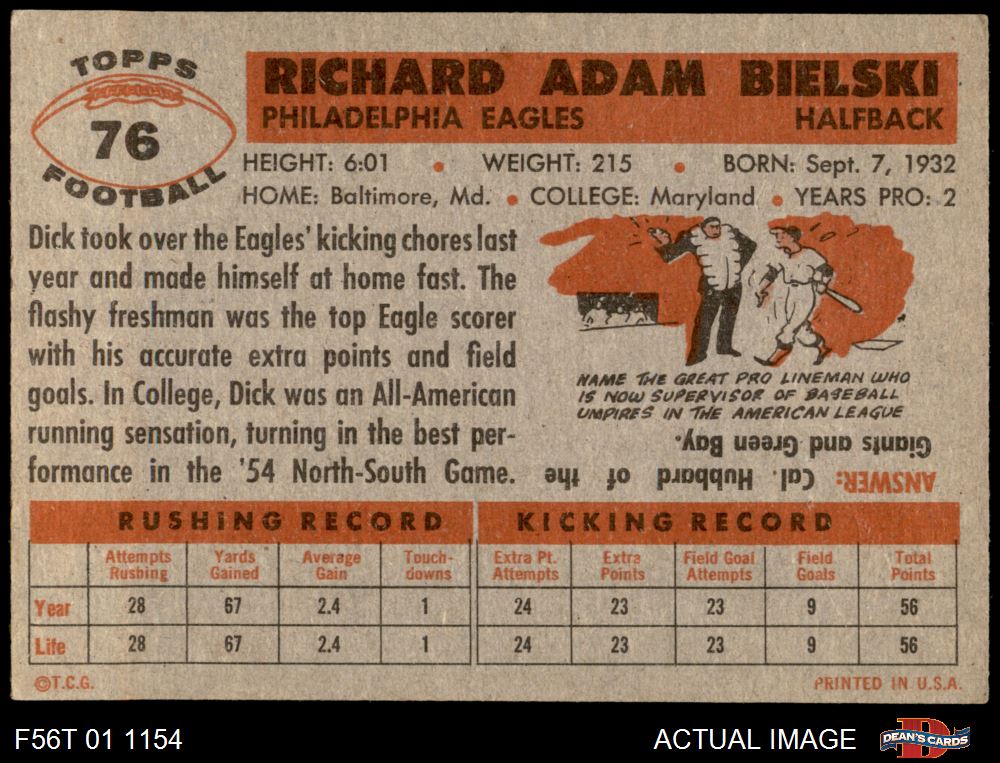 TOPPS
76
FOOTBALL
RICHARD ADAM BIELSKI
PHILADELPHIA EAGLES HALFBACK
HEIGHT: 6:01 • WEIGHT: 215 • BORN: Sept. 7, 1932
HOME: Baltimore, Md. • COLLEGE: Maryland • YEARS PRO: 2
Dick took over the Eagles' kicking chores last
year and made himself at home fast. The
flashy freshman was the top Eagle scorer
with his accurate extra points and field
goals. In College, Dick was an All-American
running sensation, turning in the best per-
formance in the '54 North-South Game.
NAME THE GREAT PRO LINEMAN WHO
IS NOW SUPERVISOR OF BASEBALL
UMPIRES IN THE AMERICAN LEAGUE
ANSWER: Cal. Hubbard of the
Giants and Green Bay.
RUSHING RECORD KICKING RECORD
Attempts Rushing Yards Gained Average Gain Touch-downs Extra Pt. Attempts Extra Points Field Goal Attempts Field Goals Total Points
Year 28 67 2.4 1 24 23 23 9 56
Life 28 67 2.4 1 24 23 23 9 56
©T.C.G. PRINTED IN U.S.A.
F56T 01 1154 ACTUAL IMAGE DEAN'S CARDS